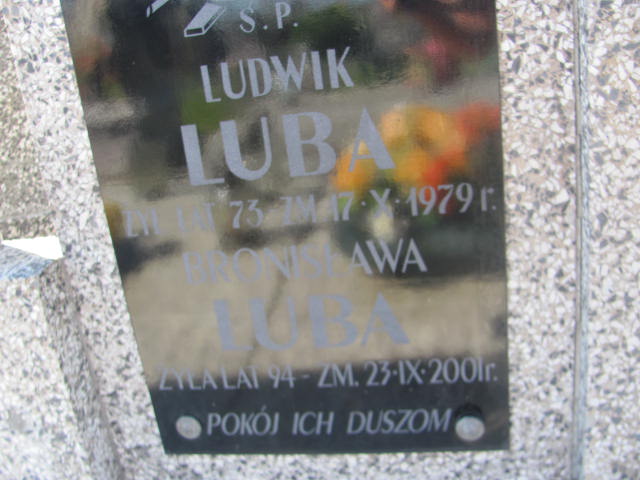 Ś.P.
LUDWIK
LUBA
ŻYŁ LAT 73 · ZM 17 · X · 1979 r.
BRONISŁAWA
LUBA
ŻYŁA LAT 94 - ZM. 23·IX·2001 r.
POKÓJ ICH DUSZOM